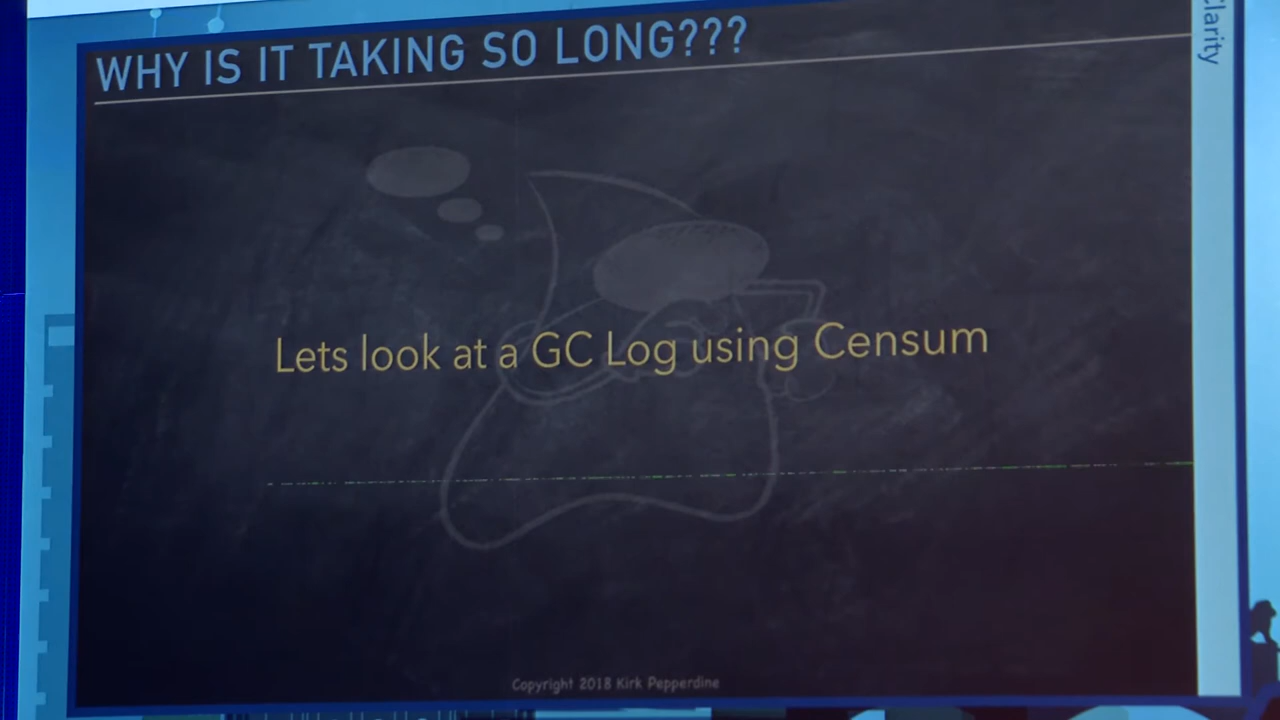 WHY IS IT TAKING SO LONG???
Clarity
Lets look at a GC Log using Censum
Copyright 2018 Kirk Pepperdine